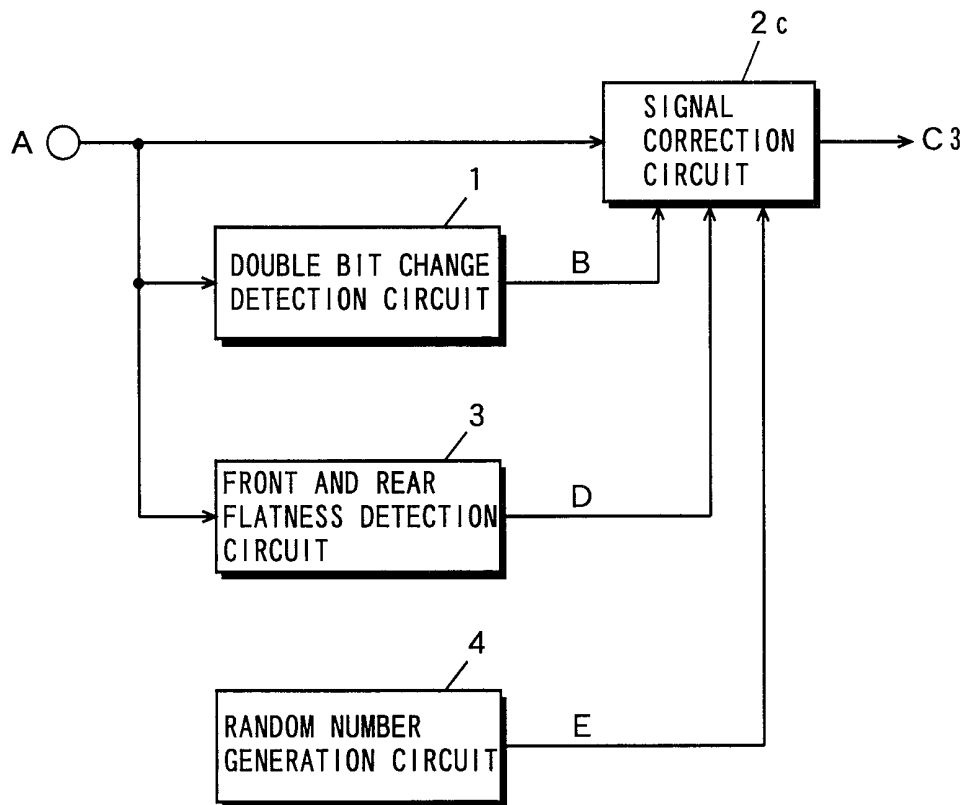 2c
SIGNAL
CORRECTION
CIRCUIT
A
C3
1
DOUBLE BIT CHANGE
DETECTION CIRCUIT
B
3
FRONT AND REAR
FLATNESS DETECTION
CIRCUIT
D
4
RANDOM NUMBER
GENERATION CIRCUIT
E